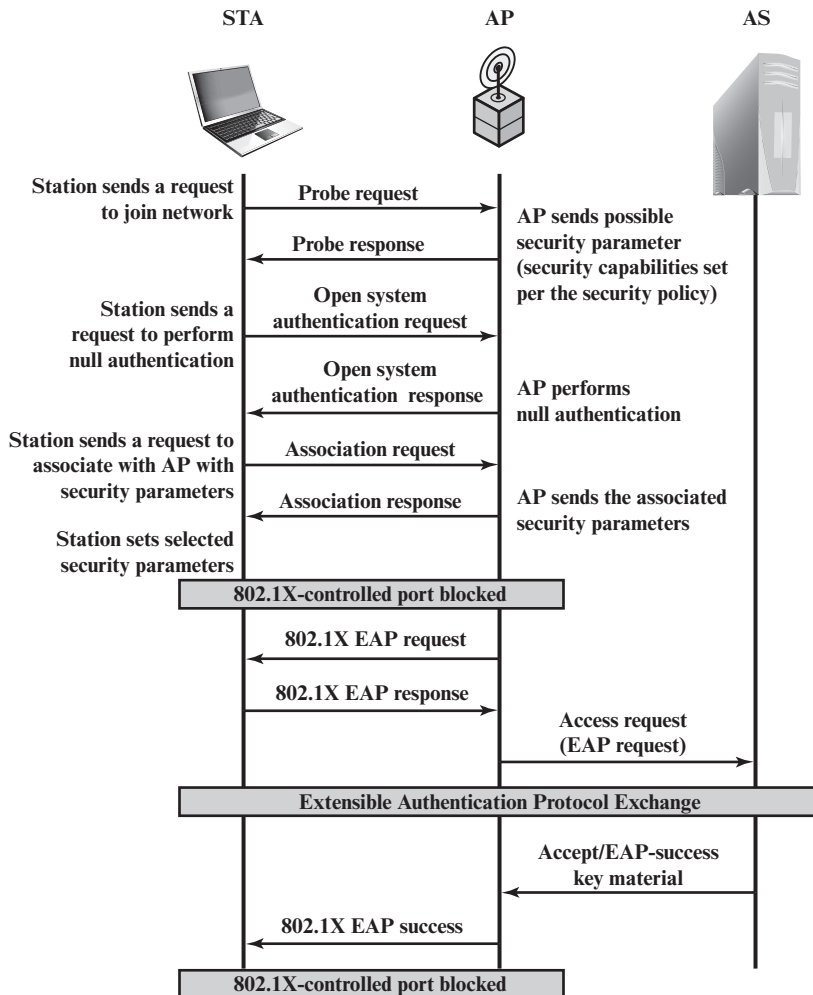 STA
AP
AS
Station sends a request
to join network
Probe request
AP sends possible
security parameter
(security capabilities set
per the security policy)
Probe response
Station sends a
request to perform
null authentication
Open system
authentication request
Open system
authentication response
AP performs
null authentication
Station sends a request to
associate with AP with
security parameters
Association request
Association response
AP sends the associated
security parameters
Station sets selected
security parameters
802.1X-controlled port blocked
802.1X EAP request
802.1X EAP response
Access request
(EAP request)
Extensible Authentication Protocol Exchange
Accept/EAP-success
key material
802.1X EAP success
802.1X-controlled port blocked